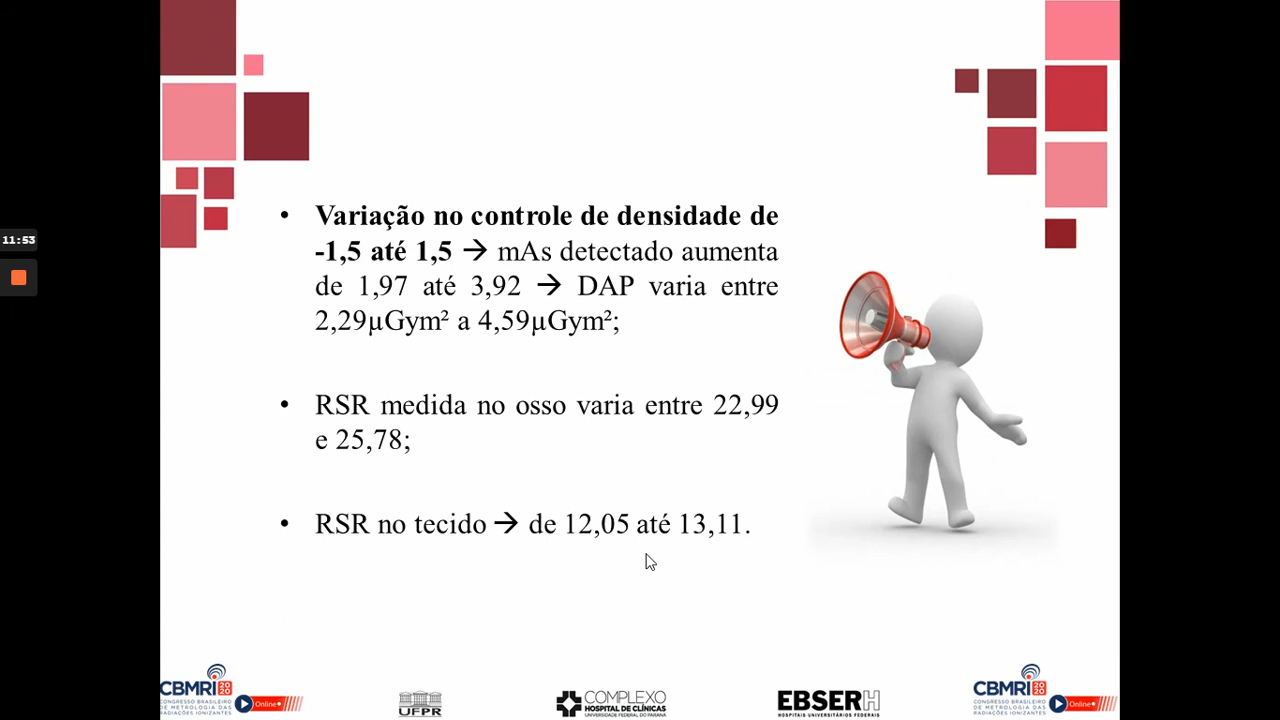 11:53
• Variação no controle de densidade de
-1,5 até 1,5 → mAs detectado aumenta
de 1,97 até 3,92 → DAP varia entre
2,29µGym² a 4,59µGym²;
• RSR medida no osso varia entre 22,99
e 25,78;
• RSR no tecido → de 12,05 até 13,11.
CBMRI 2020
CONGRESSO BRASILEIRO
DE METROLOGIA DAS
RADIAÇÕES IONIZANTES
Online
UFPR
COMPLEXO
HOSPITAL DE CLÍNICAS
UNIVERSIDADE FEDERAL DO PARANÁ
EBSERH
HOSPITAIS UNIVERSITÁRIOS FEDERAIS
CBMRI 2020
CONGRESSO BRASILEIRO
DE METROLOGIA DAS
RADIAÇÕES IONIZANTES
Online